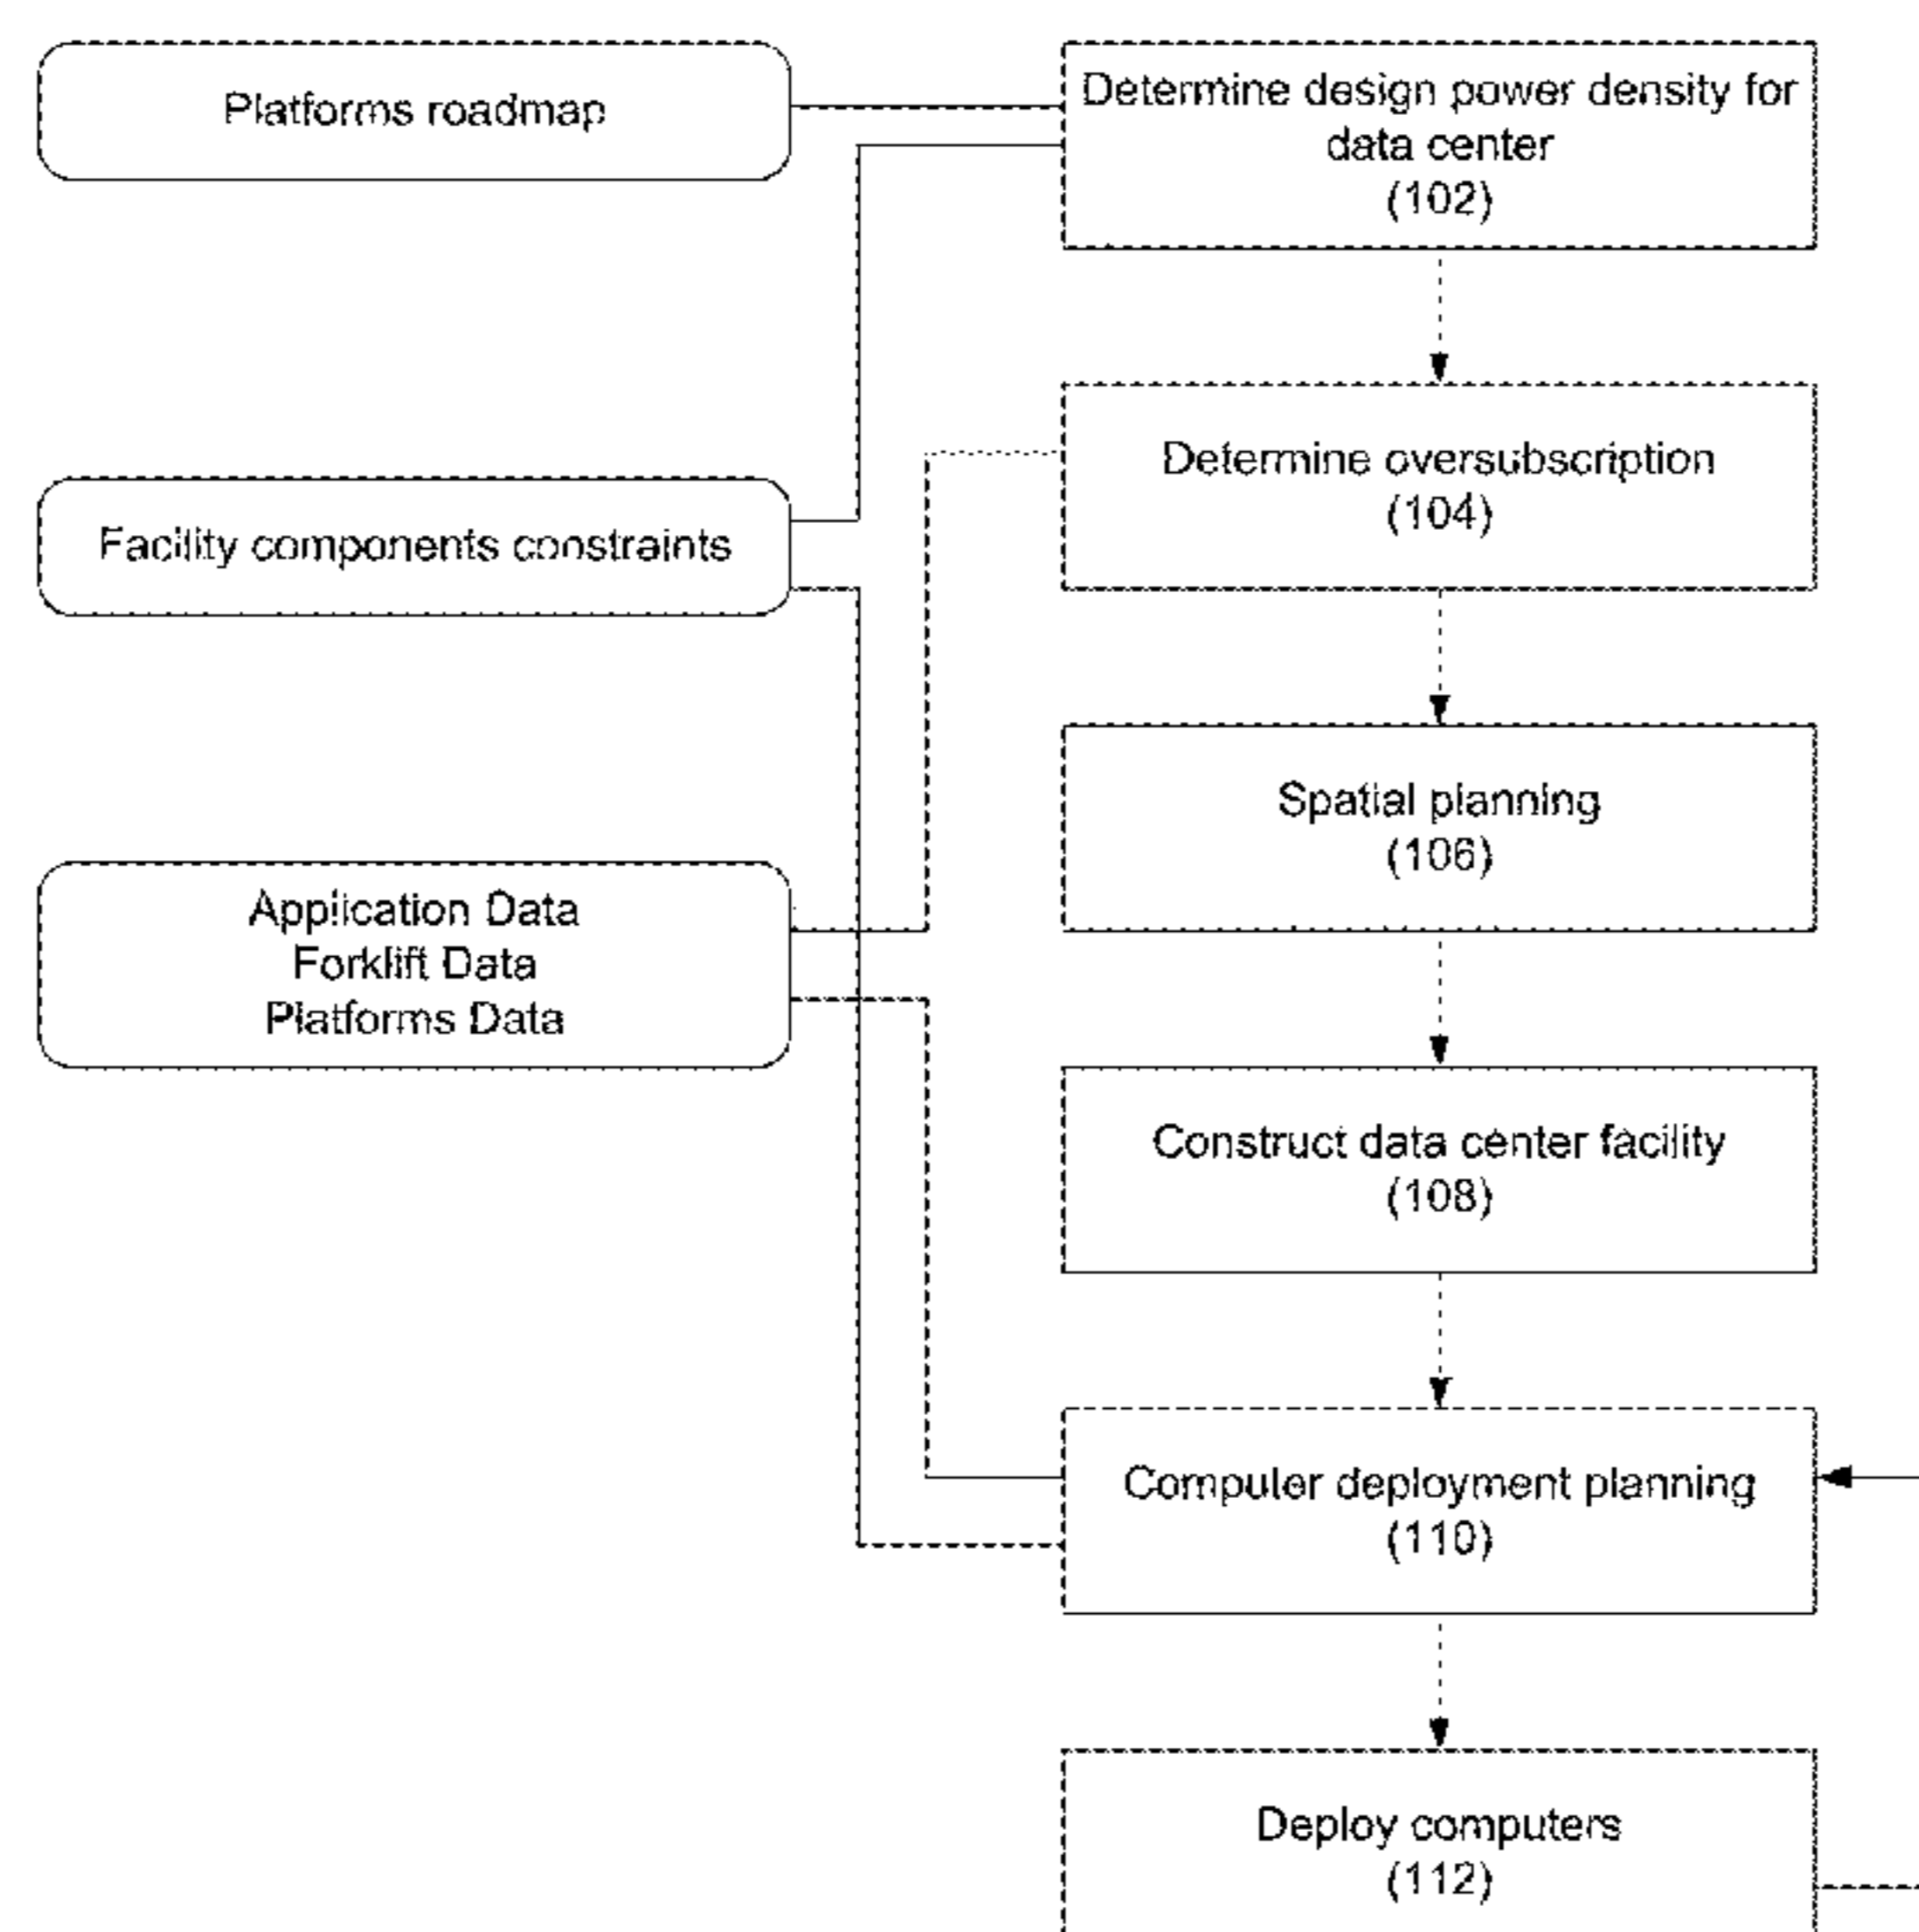 Platforms roadmap
Determine design power density for
data center
(102)
Determine oversubscription
(104)
Facility components constraints
Spatial planning
(106)
Application Data
Forklift Data
Platforms Data
Construct data center facility
(108)
Computer deployment planning
(110)
Deploy computers
(112)